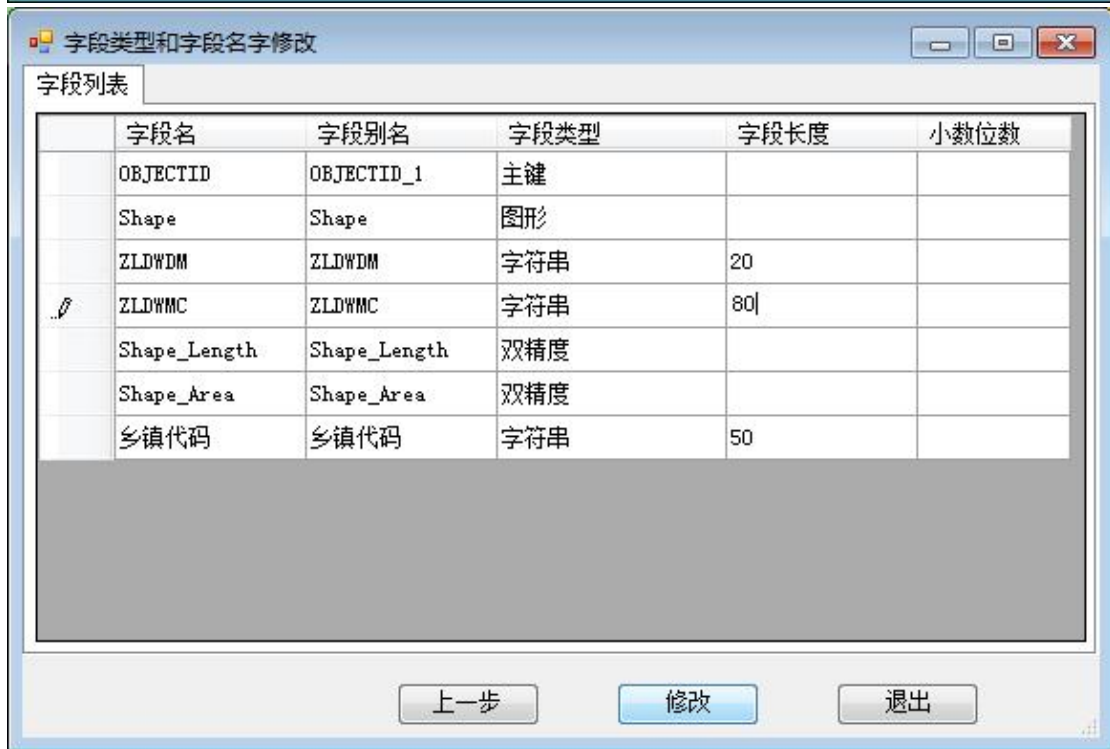 字段类型和字段名字修改
字段列表
字段名 字段别名 字段类型 字段长度 小数位数
OBJECTID OBJECTID_1 主键
Shape Shape 图形
ZLDWDM ZLDWDM 字符串 20
ZLDWMC ZLDWMC 字符串 80
Shape_Length Shape_Length 双精度
Shape_Area Shape_Area 双精度
乡镇代码 乡镇代码 字符串 50
上一步 修改 退出